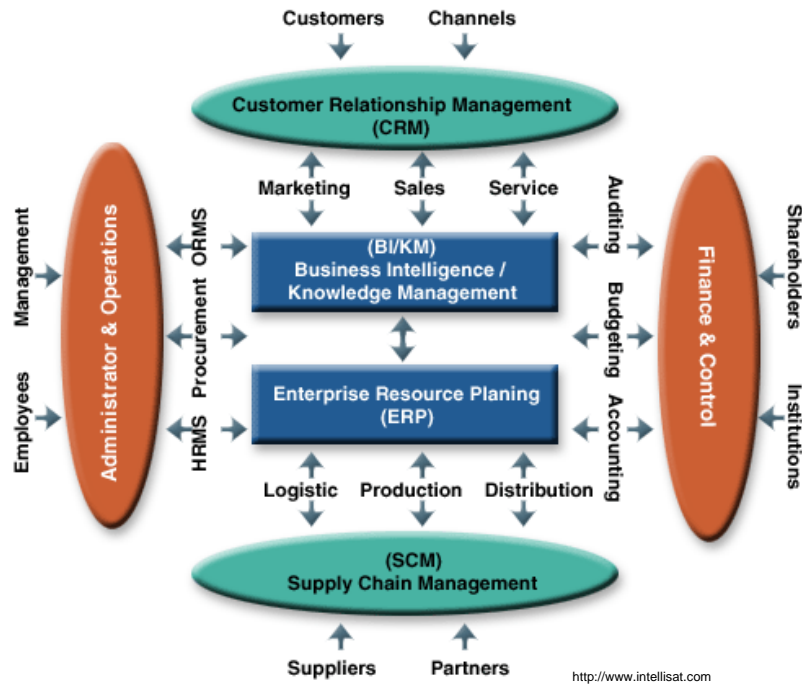 Customers
Channels
Customer Relationship Management
(CRM)
Marketing
Sales
Service
Management
Employees
Administrator & Operations
ORMS
Procurement
HRMS
(BI/KM)
Business Intelligence /
Knowledge Management
Enterprise Resource Planing
(ERP)
Auditing
Budgeting
Accounting
Finance & Control
Shareholders
Institutions
Logistic
Production
Distribution
(SCM)
Supply Chain Management
Suppliers
Partners
http://www.intellisat.com